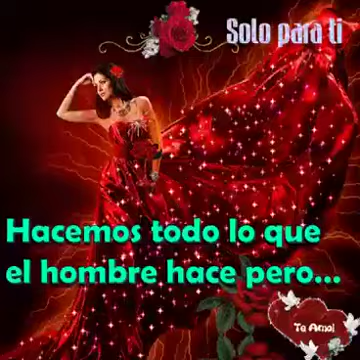 Solo para ti
Hacemos todo lo que
el hombre hace pero...
Te Amo!